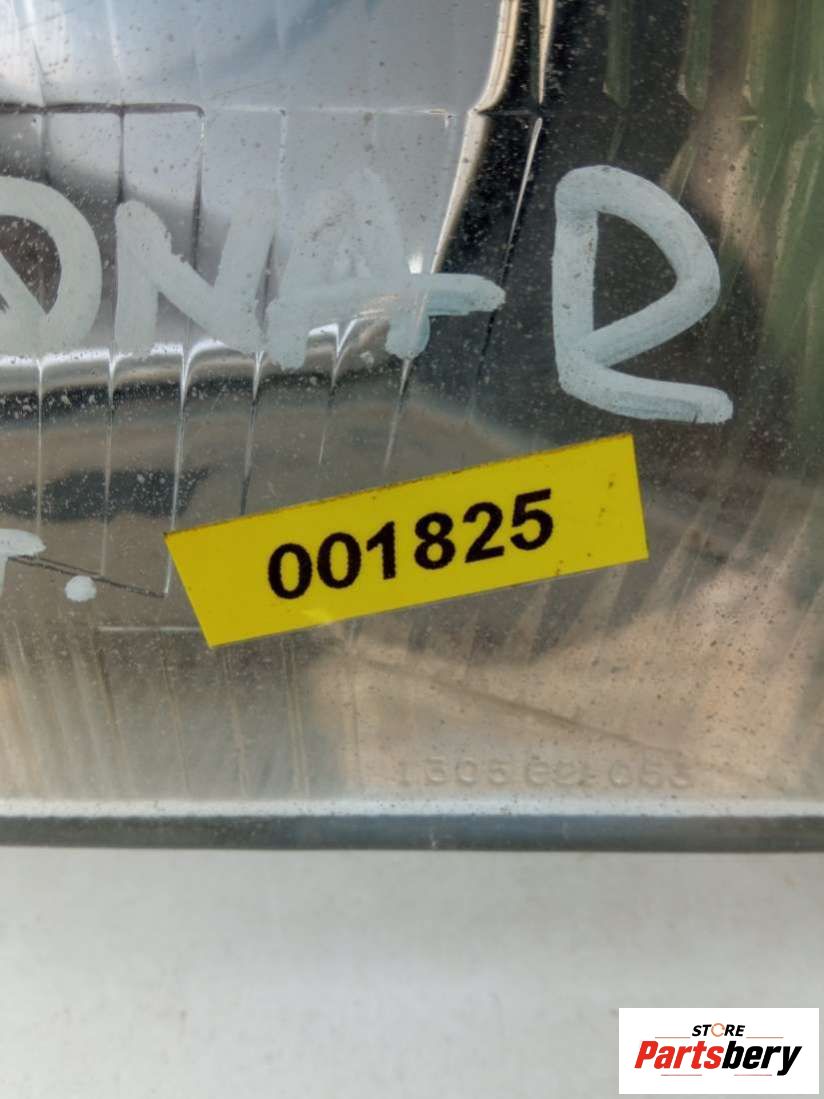 ONA R
T.
001825
STORE
Partsbery